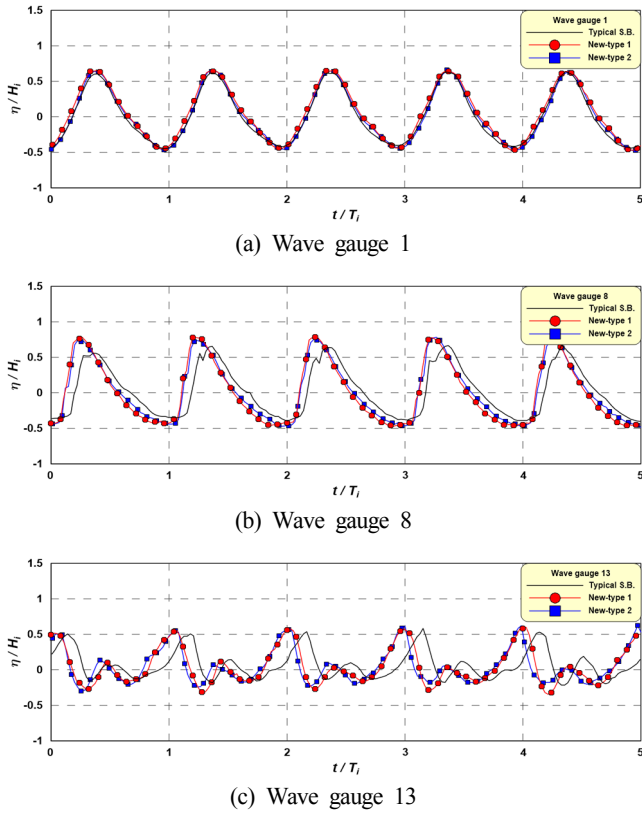 1.5
Wave gauge 1
Typical S.B.
New-type 1
New-type 2
1
0.5
0
-0.5
-1
η / Hi
0 1 2 3 4 5
t / Ti
(a) Wave gauge 1
1.5
Wave gauge 8
Typical S.B.
New-type 1
New-type 2
1
0.5
0
-0.5
-1
η / Hi
0 1 2 3 4 5
t / Ti
(b) Wave gauge 8
1.5
Wave gauge 13
Typical S.B.
New-type 1
New-type 2
1
0.5
0
-0.5
-1
η / Hi
0 1 2 3 4 5
t / Ti
(c) Wave gauge 13